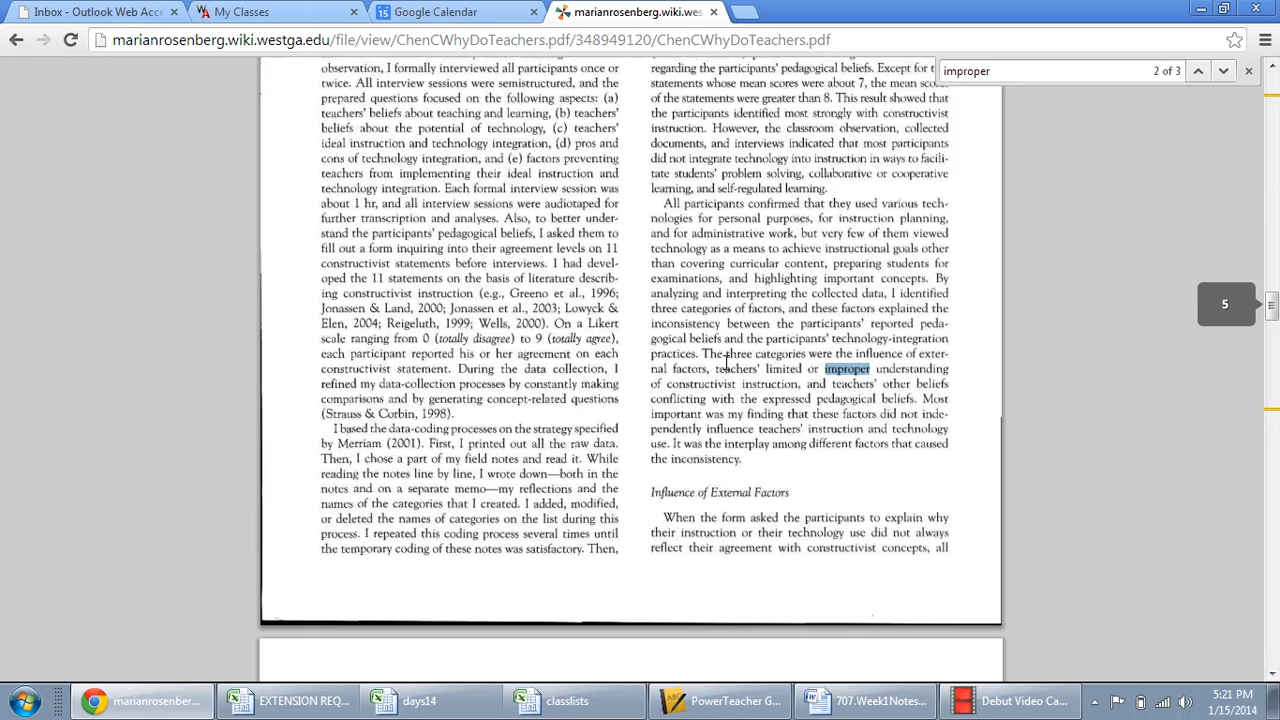 Inbox - Outlook Web Acce
My Classes
Google Calendar
marianrosenberg.wiki.wes
marianrosenberg.wiki.westga.edu/file/view/ChenCWhyDoTeachers.pdf/348949120/ChenCWhyDoTeachers.pdf
improper
2 of 3
observation, I formally interviewed all participants once or
twice. All interview sessions were semistructured, and the
prepared questions focused on the following aspects: (a)
teachers' beliefs about teaching and learning, (b) teachers'
beliefs about the potential of technology, (c) teachers'
ideal instruction and technology integration, (d) pros and
cons of technology integration, and (e) factors preventing
teachers from implementing their ideal instruction and
technology integration. Each formal interview session was
about 1 hr, and all interview sessions were audiotaped for
further transcription and analyses. Also, to better under-
stand the participants' pedagogical beliefs, I asked them to
fill out a form inquiring into their agreement levels on 11
constructivist statements before interviews. I had devel-
oped the 11 statements on the basis of literature describ-
ing constructivist instruction (e.g., Greeno et al., 1996;
Jonassen & Land, 2000; Jonassen et al., 2003; Lowyck &
Elen, 2004; Reigeluth, 1999; Wells, 2000). On a Likert
scale ranging from 0 (totally disagree) to 9 (totally agree),
each participant reported his or her agreement on each
constructivist statement. During the data collection, I
refined my data-collection processes by constantly making
comparisons and by generating concept-related questions
(Strauss & Corbin, 1998).
I based the data-coding processes on the strategy specified
by Merriam (2001). First, I printed out all the raw data.
Then, I chose a part of my field notes and read it. While
reading the notes line by line, I wrote down—both in the
notes and on a separate memo—my reflections and the
names of the categories that I created. I added, modified,
or deleted the names of categories on the list during this
process. I repeated this coding process several times until
the temporary coding of these notes was satisfactory. Then,
regarding the participants' pedagogical beliefs. Except for t
statements whose mean scores were about 7, the mean sco
of the statements were greater than 8. This result showed that
the participants identified most strongly with constructivist
instruction. However, the classroom observation, collected
documents, and interviews indicated that most participants
did not integrate technology into instruction in ways to facili-
tate students' problem solving, collaborative or cooperative
learning, and self-regulated learning.
All participants confirmed that they used various tech-
nologies for personal purposes, for instruction planning,
and for administrative work, but very few of them viewed
technology as a means to achieve instructional goals other
than covering curricular content, preparing students for
examinations, and highlighting important concepts. By
analyzing and interpreting the collected data, I identified
three categories of factors, and these factors explained the
inconsistency between the participants' reported peda-
gogical beliefs and the participants' technology-integration
practices. The three categories were the influence of exter-
nal factors, teachers' limited or improper understanding
of constructivist instruction, and teachers' other beliefs
conflicting with the expressed pedagogical beliefs. Most
important was my finding that these factors did not inde-
pendently influence teachers' instruction and technology
use. It was the interplay among different factors that caused
the inconsistency.
Influence of External Factors
When the form asked the participants to explain why
their instruction or their technology use did not always
reflect their agreement with constructivist concepts, all
5
marianrosenberg.wi...
EXTENSION REQ...
days14
classlists
PowerTeacher G...
707.Week1Notes...
Debut Video Ca...
5:21 PM
1/15/2014